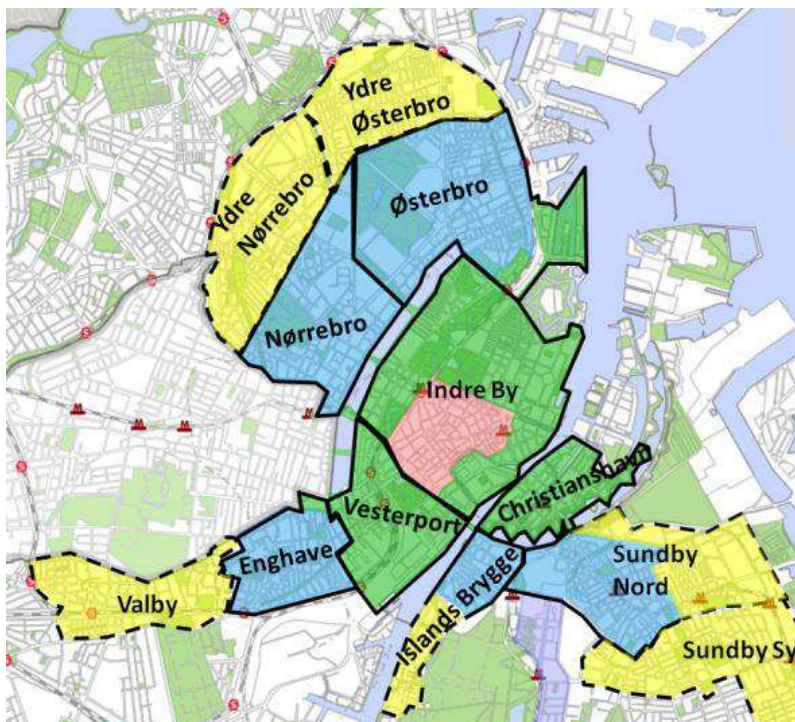 Ydre
Østerbro
Ydre
Nørrebro
Østerbro
Nørrebro
Indre By
Christianshavn
Vesterport
Enghave
Valby
Islands Brygge
Sundby
Nord
Sundby Sy